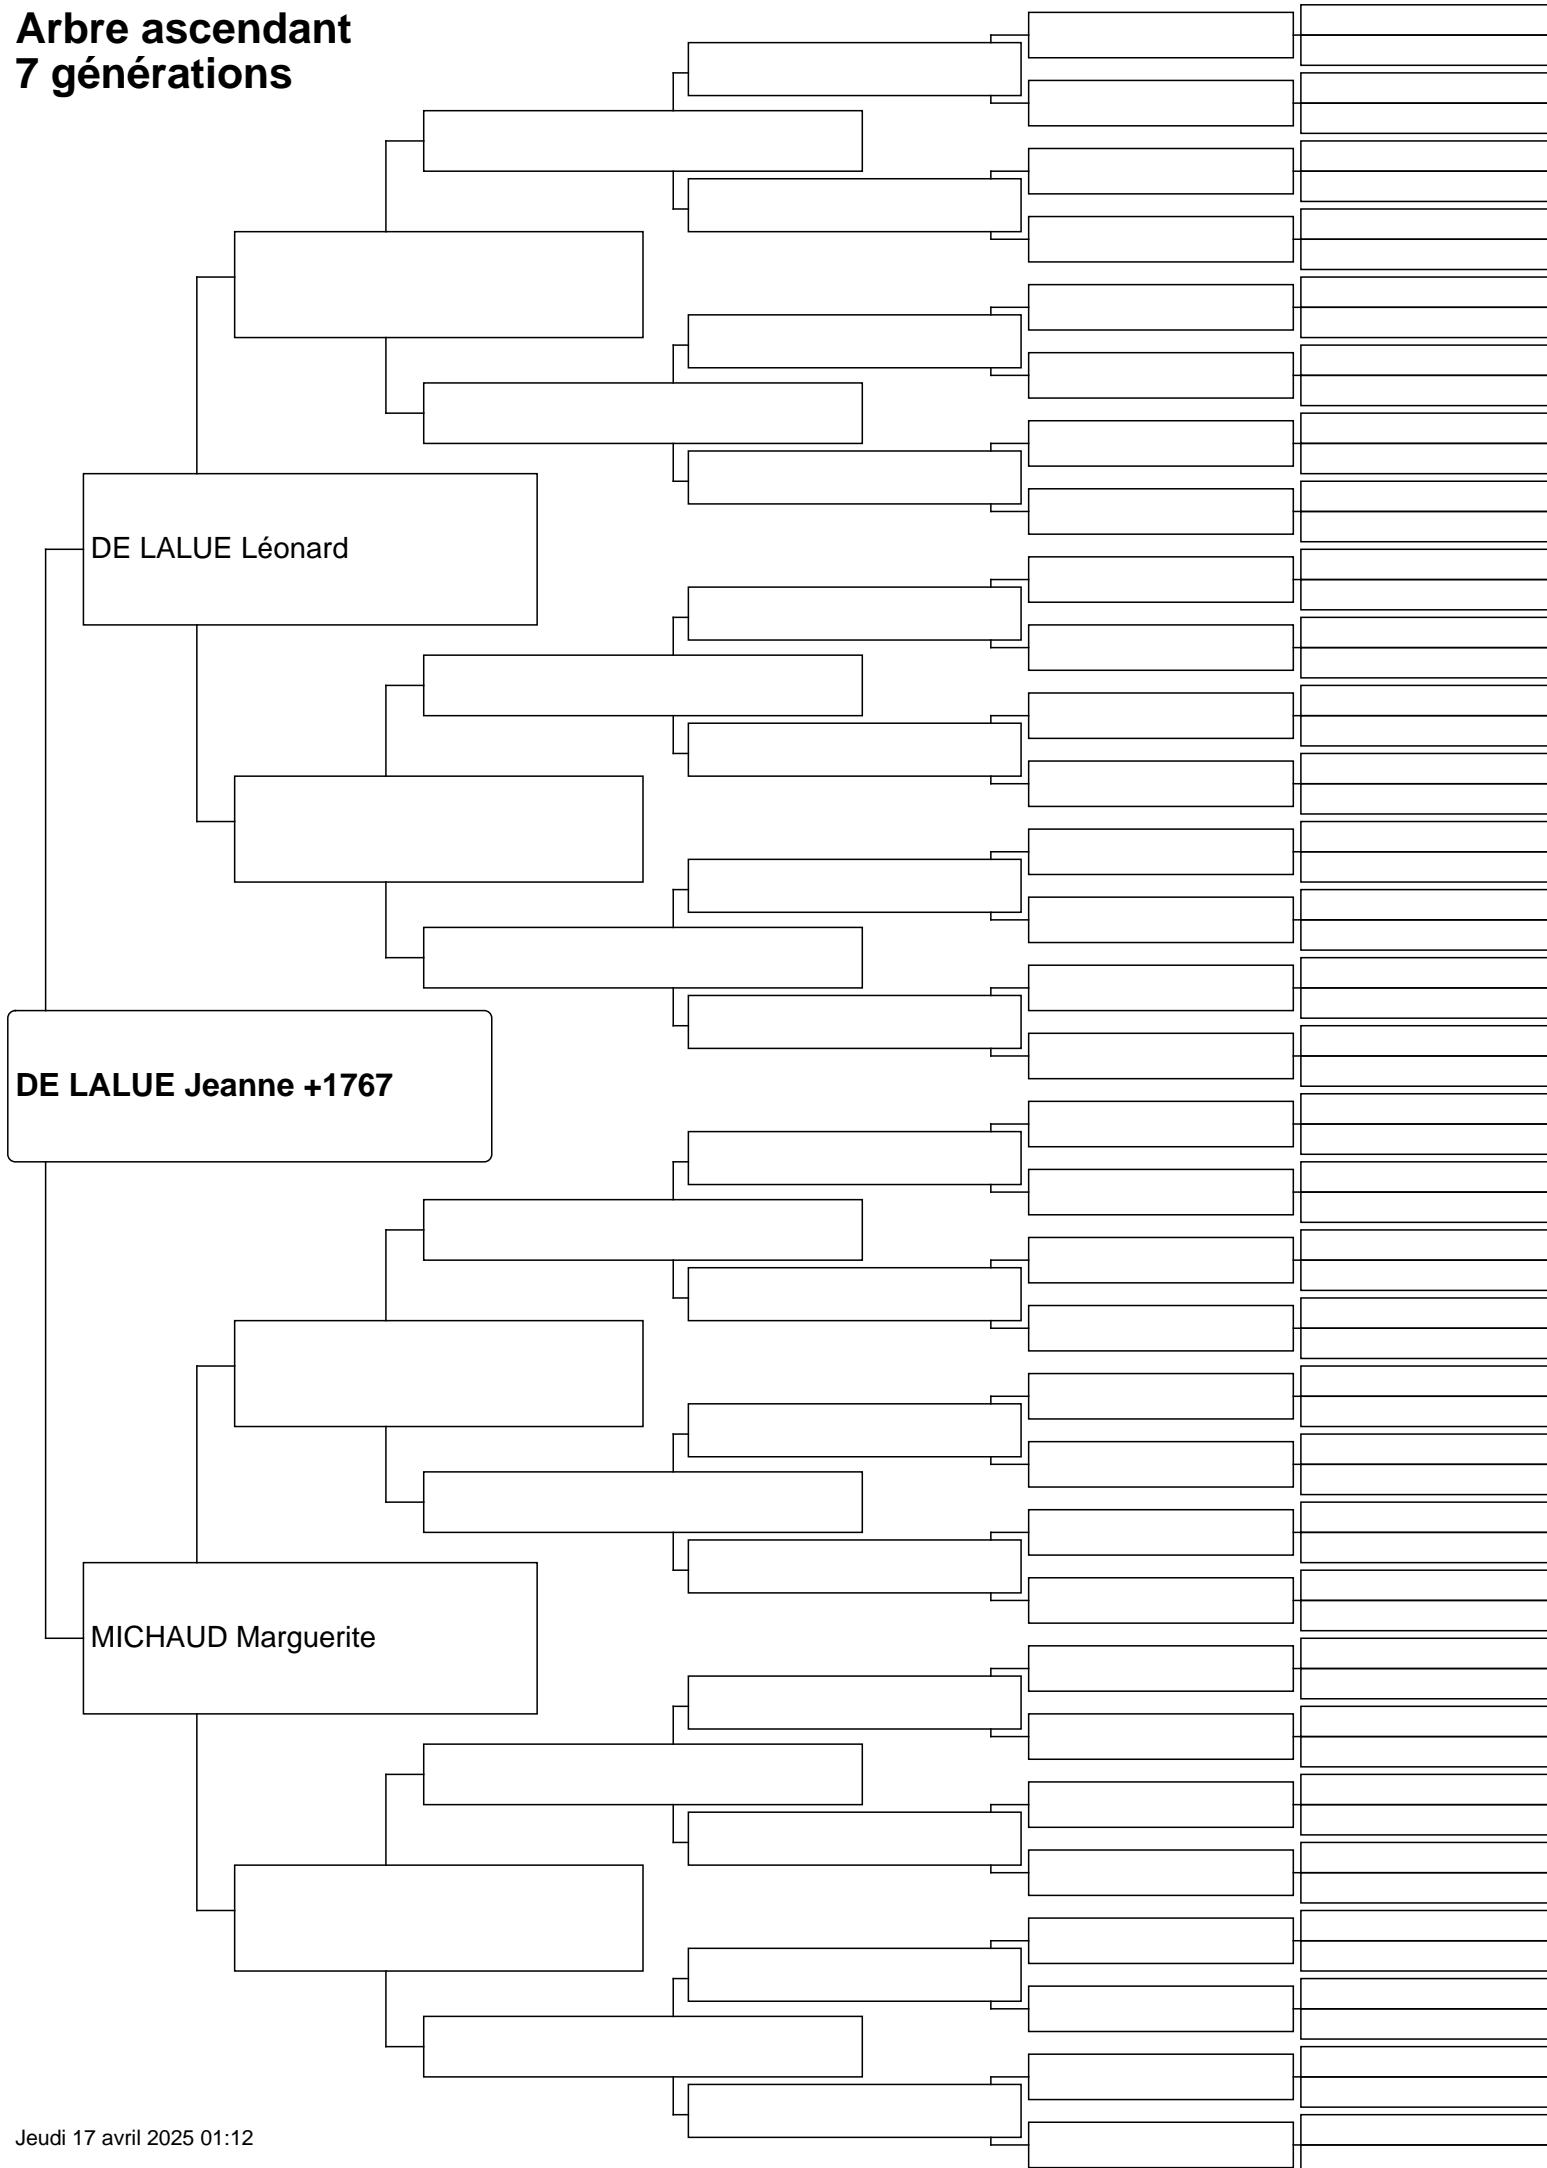 Arbre ascendant
7 générations
DE LALUE Léonard
DE LALUE Jeanne +1767
MICHAUD Marguerite
Jeudi 17 avril 2025 01:12